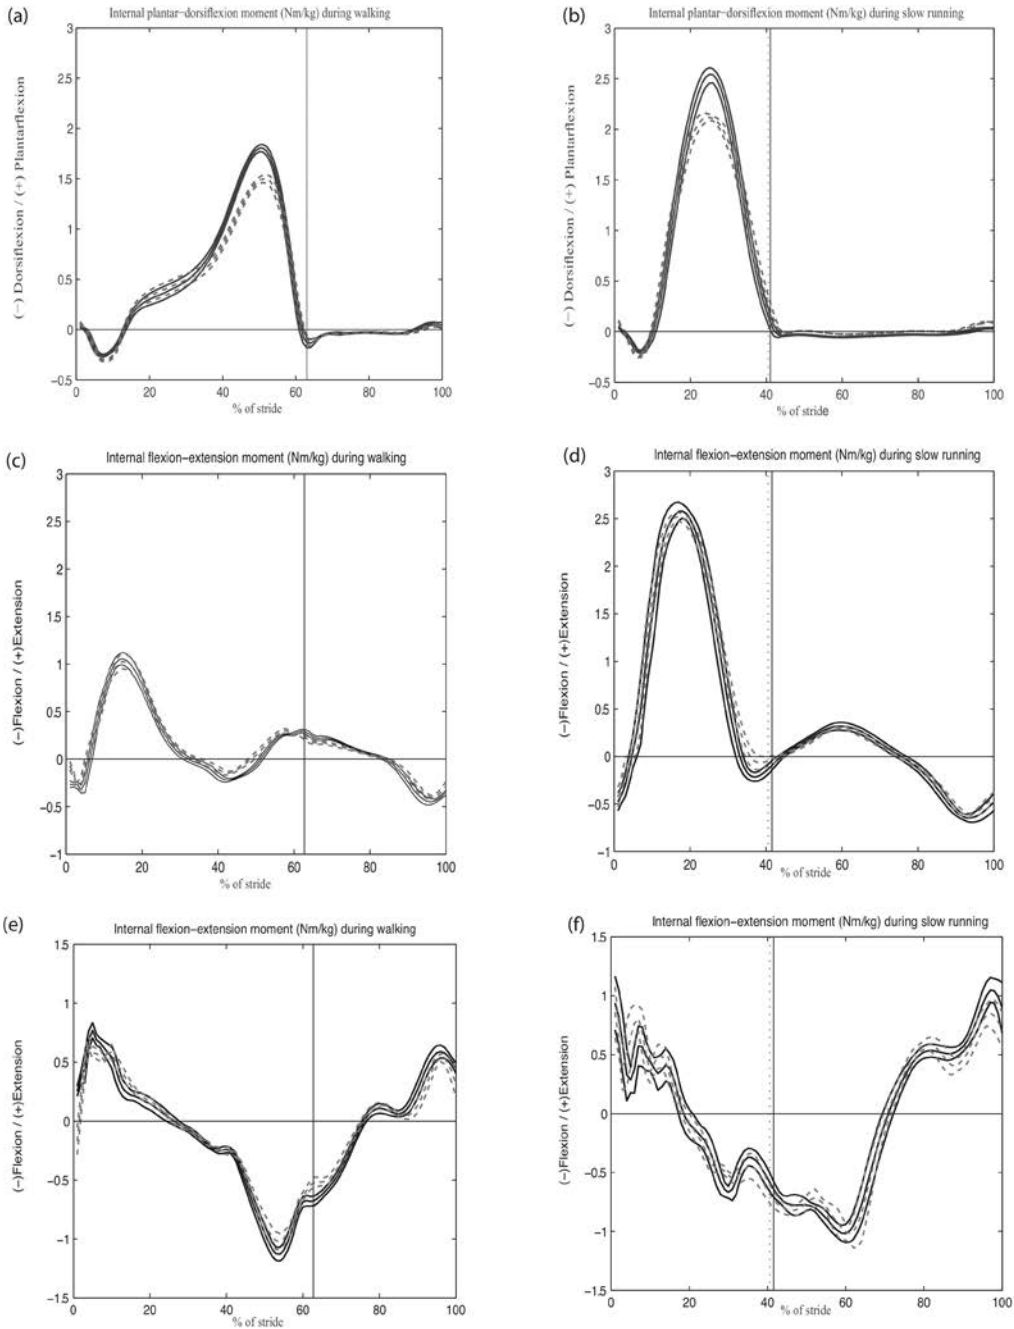 (a)
Internal plantar-dorsiflexion moment (Nm/kg) during walking
(−) Dorsiflexion / (+) Plantarflexion
3
2.5
2
1.5
1
0.5
0
−0.5
0 20 40 60 80 100
% of stride
(b)
Internal plantar-dorsiflexion moment (Nm/kg) during slow running
(−) Dorsiflexion / (+) Plantarflexion
3
2.5
2
1.5
1
0.5
0
−0.5
0 20 40 60 80 100
% of stride
(c)
Internal flexion−extension moment (Nm/kg) during walking
(−)Flexion / (+)Extension
3
2.5
2
1.5
1
0.5
0
−0.5
−1
0 20 40 60 80 100
% of stride
(d)
Internal flexion−extension moment (Nm/kg) during slow running
(−)Flexion / (+)Extension
3
2.5
2
1.5
1
0.5
0
−0.5
−1
0 20 40 60 80 100
% of stride
(e)
Internal flexion−extension moment (Nm/kg) during walking
(−)Flexion / (+)Extension
1.5
1
0.5
0
−0.5
−1
−1.5
0 20 40 60 80 100
% of stride
(f)
Internal flexion−extension moment (Nm/kg) during slow running
(−)Flexion / (+)Extension
1.5
1
0.5
0
−0.5
−1
−1.5
0 20 40 60 80 100
% of stride